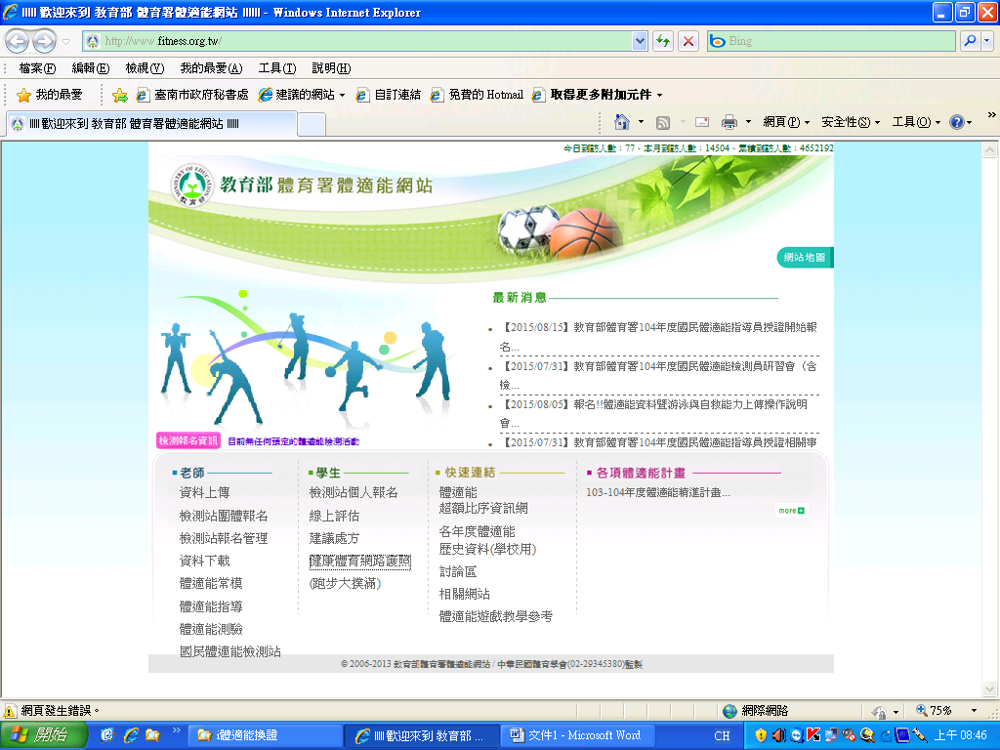 ||||| 歡迎來到 教育部 體育署體適能網站 |||||| - Windows Internet Explorer
http://www.fitness.org.tw/
Bing
檔案(F) 編輯(E) 檢視(V) 我的最愛(A) 工具(T) 說明(H)
我的最愛 臺南市政府秘書處 建議的網站 自訂連結 免費的 Hotmail 取得更多附加元件
||||| 歡迎來到 教育部 體育署體適能網站 |||||
網頁(P) 安全性(S) 工具(O)
今日到訪人數：77、本月到訪人數：14504、累積到訪人數：4652192
教育部 體育署體適能網站
網站地圖
最新消息
【2015/08/15】教育部體育署104年度國民體適能指導員授證開始報
名...
【2015/07/31】教育部體育署104年度國民體適能檢測員研習會（含
檢...
【2015/08/05】報名!!體適能資料暨游泳與自救能力上傳操作說明
會...
【2015/07/31】教育部體育署104年度國民體適能指導員授證相關事
檢測報名資訊 目前無任何預定的體適能檢測活動
老師
資料上傳
檢測站團體報名
檢測站報名管理
資料下載
體適能常模
體適能指導
體適能測驗
國民體適能檢測站
學生
檢測站個人報名
線上評估
建議處方
健康體育網路護照
(跑步大撲滿)
快速連結
體適能
超額比序資訊網
各年度體適能
歷史資料(學校用)
討論區
相關網站
體適能遊戲教學參考
各項體適能計畫
103-104年度體適能精進計畫...
more
© 2006-2013 教育部體育署體適能網站 / 中華民國體育學會(02-29345380)監製
網頁發生錯誤。
網際網路
75%
開始
i體適能換證
||||| 歡迎來到 教育部 ...
文件1 - Microsoft Word
CH
上午 08:46